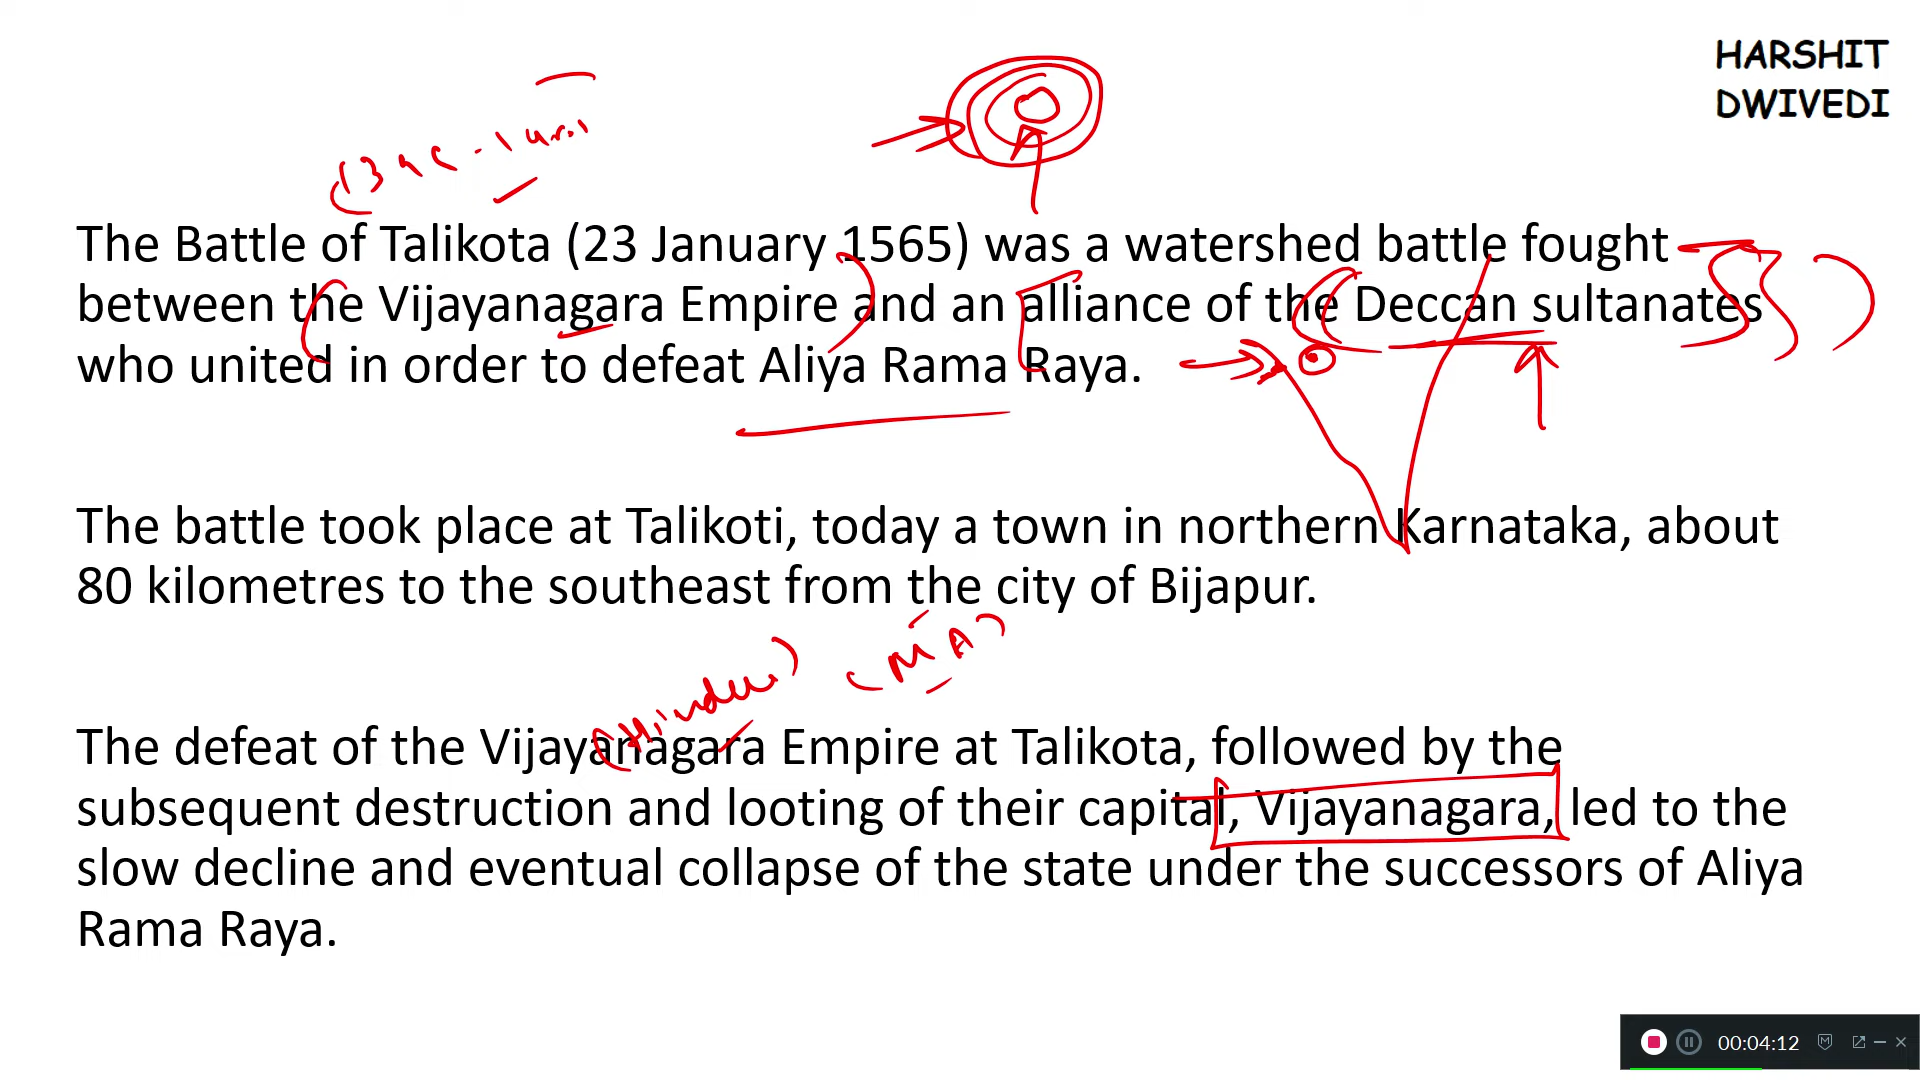 HARSHIT
DWIVEDI
The Battle of Talikota (23 January 1565) was a watershed battle fought
between the Vijayanagara Empire and an alliance of the Deccan sultanates
who united in order to defeat Aliya Rama Raya.
The battle took place at Talikoti, today a town in northern Karnataka, about
80 kilometres to the southeast from the city of Bijapur.
(Hindu) (MA)
The defeat of the Vijayanagara Empire at Talikota, followed by the
subsequent destruction and looting of their capital, Vijayanagara, led to the
slow decline and eventual collapse of the state under the successors of Aliya
Rama Raya.
00:04:12